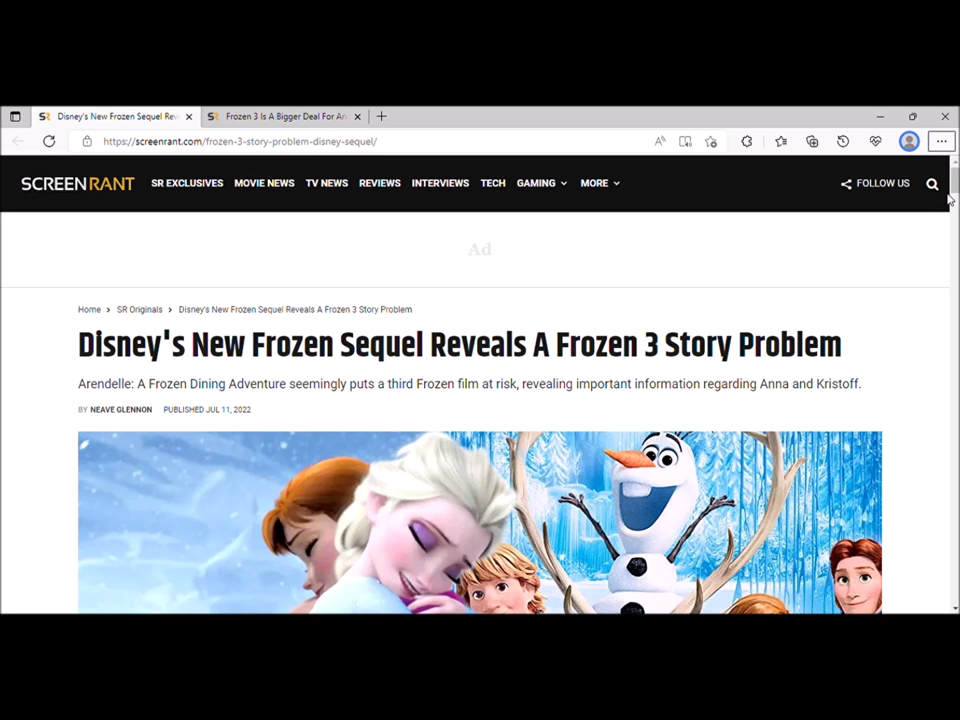 SR Disney's New Frozen Sequel Rev
SR Frozen 3 Is A Bigger Deal For An
https://screenrant.com/frozen-3-story-problem-disney-sequel/
SCREENRANT SR EXCLUSIVES MOVIE NEWS TV NEWS REVIEWS INTERVIEWS TECH GAMING MORE FOLLOW US
Ad
Home > SR Originals > Disney's New Frozen Sequel Reveals A Frozen 3 Story Problem
Disney's New Frozen Sequel Reveals A Frozen 3 Story Problem
Arendelle: A Frozen Dining Adventure seemingly puts a third Frozen film at risk, revealing important information regarding Anna and Kristoff.
BY NEAVE GLENNON PUBLISHED JUL 11, 2022